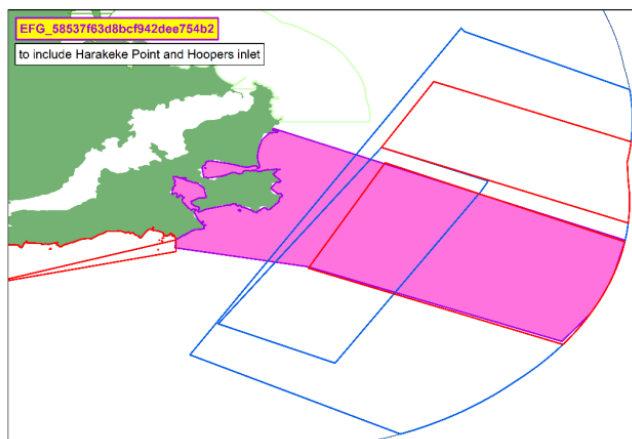 EFG_58537f63d8bcf942dee754b2
to include Harakeke Point and Hoopers inlet